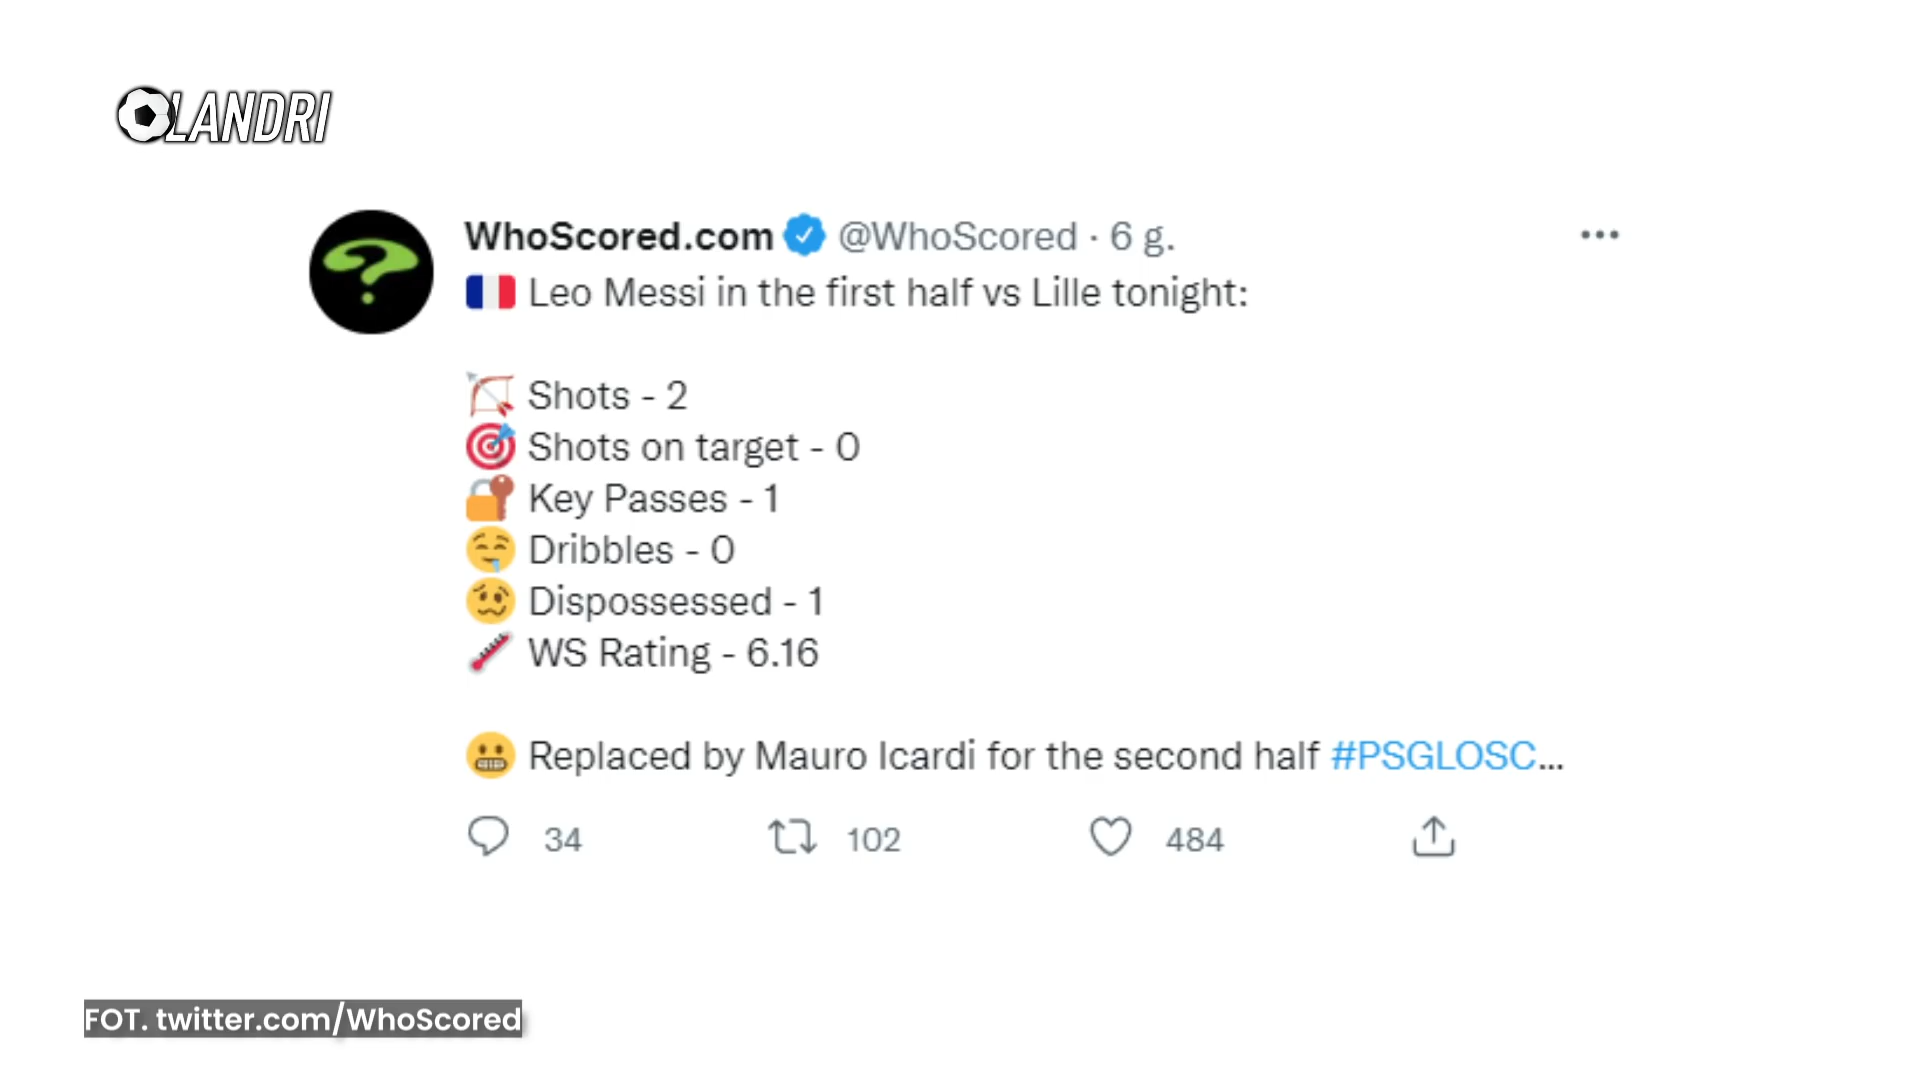 OLANDRI
WhoScored.com @WhoScored · 6 g.
Leo Messi in the first half vs Lille tonight:
Shots - 2
Shots on target - 0
Key Passes - 1
Dribbles - 0
Dispossessed - 1
WS Rating - 6.16
Replaced by Mauro Icardi for the second half #PSGLOSC...
34 102 484
FOT. twitter.com/WhoScored